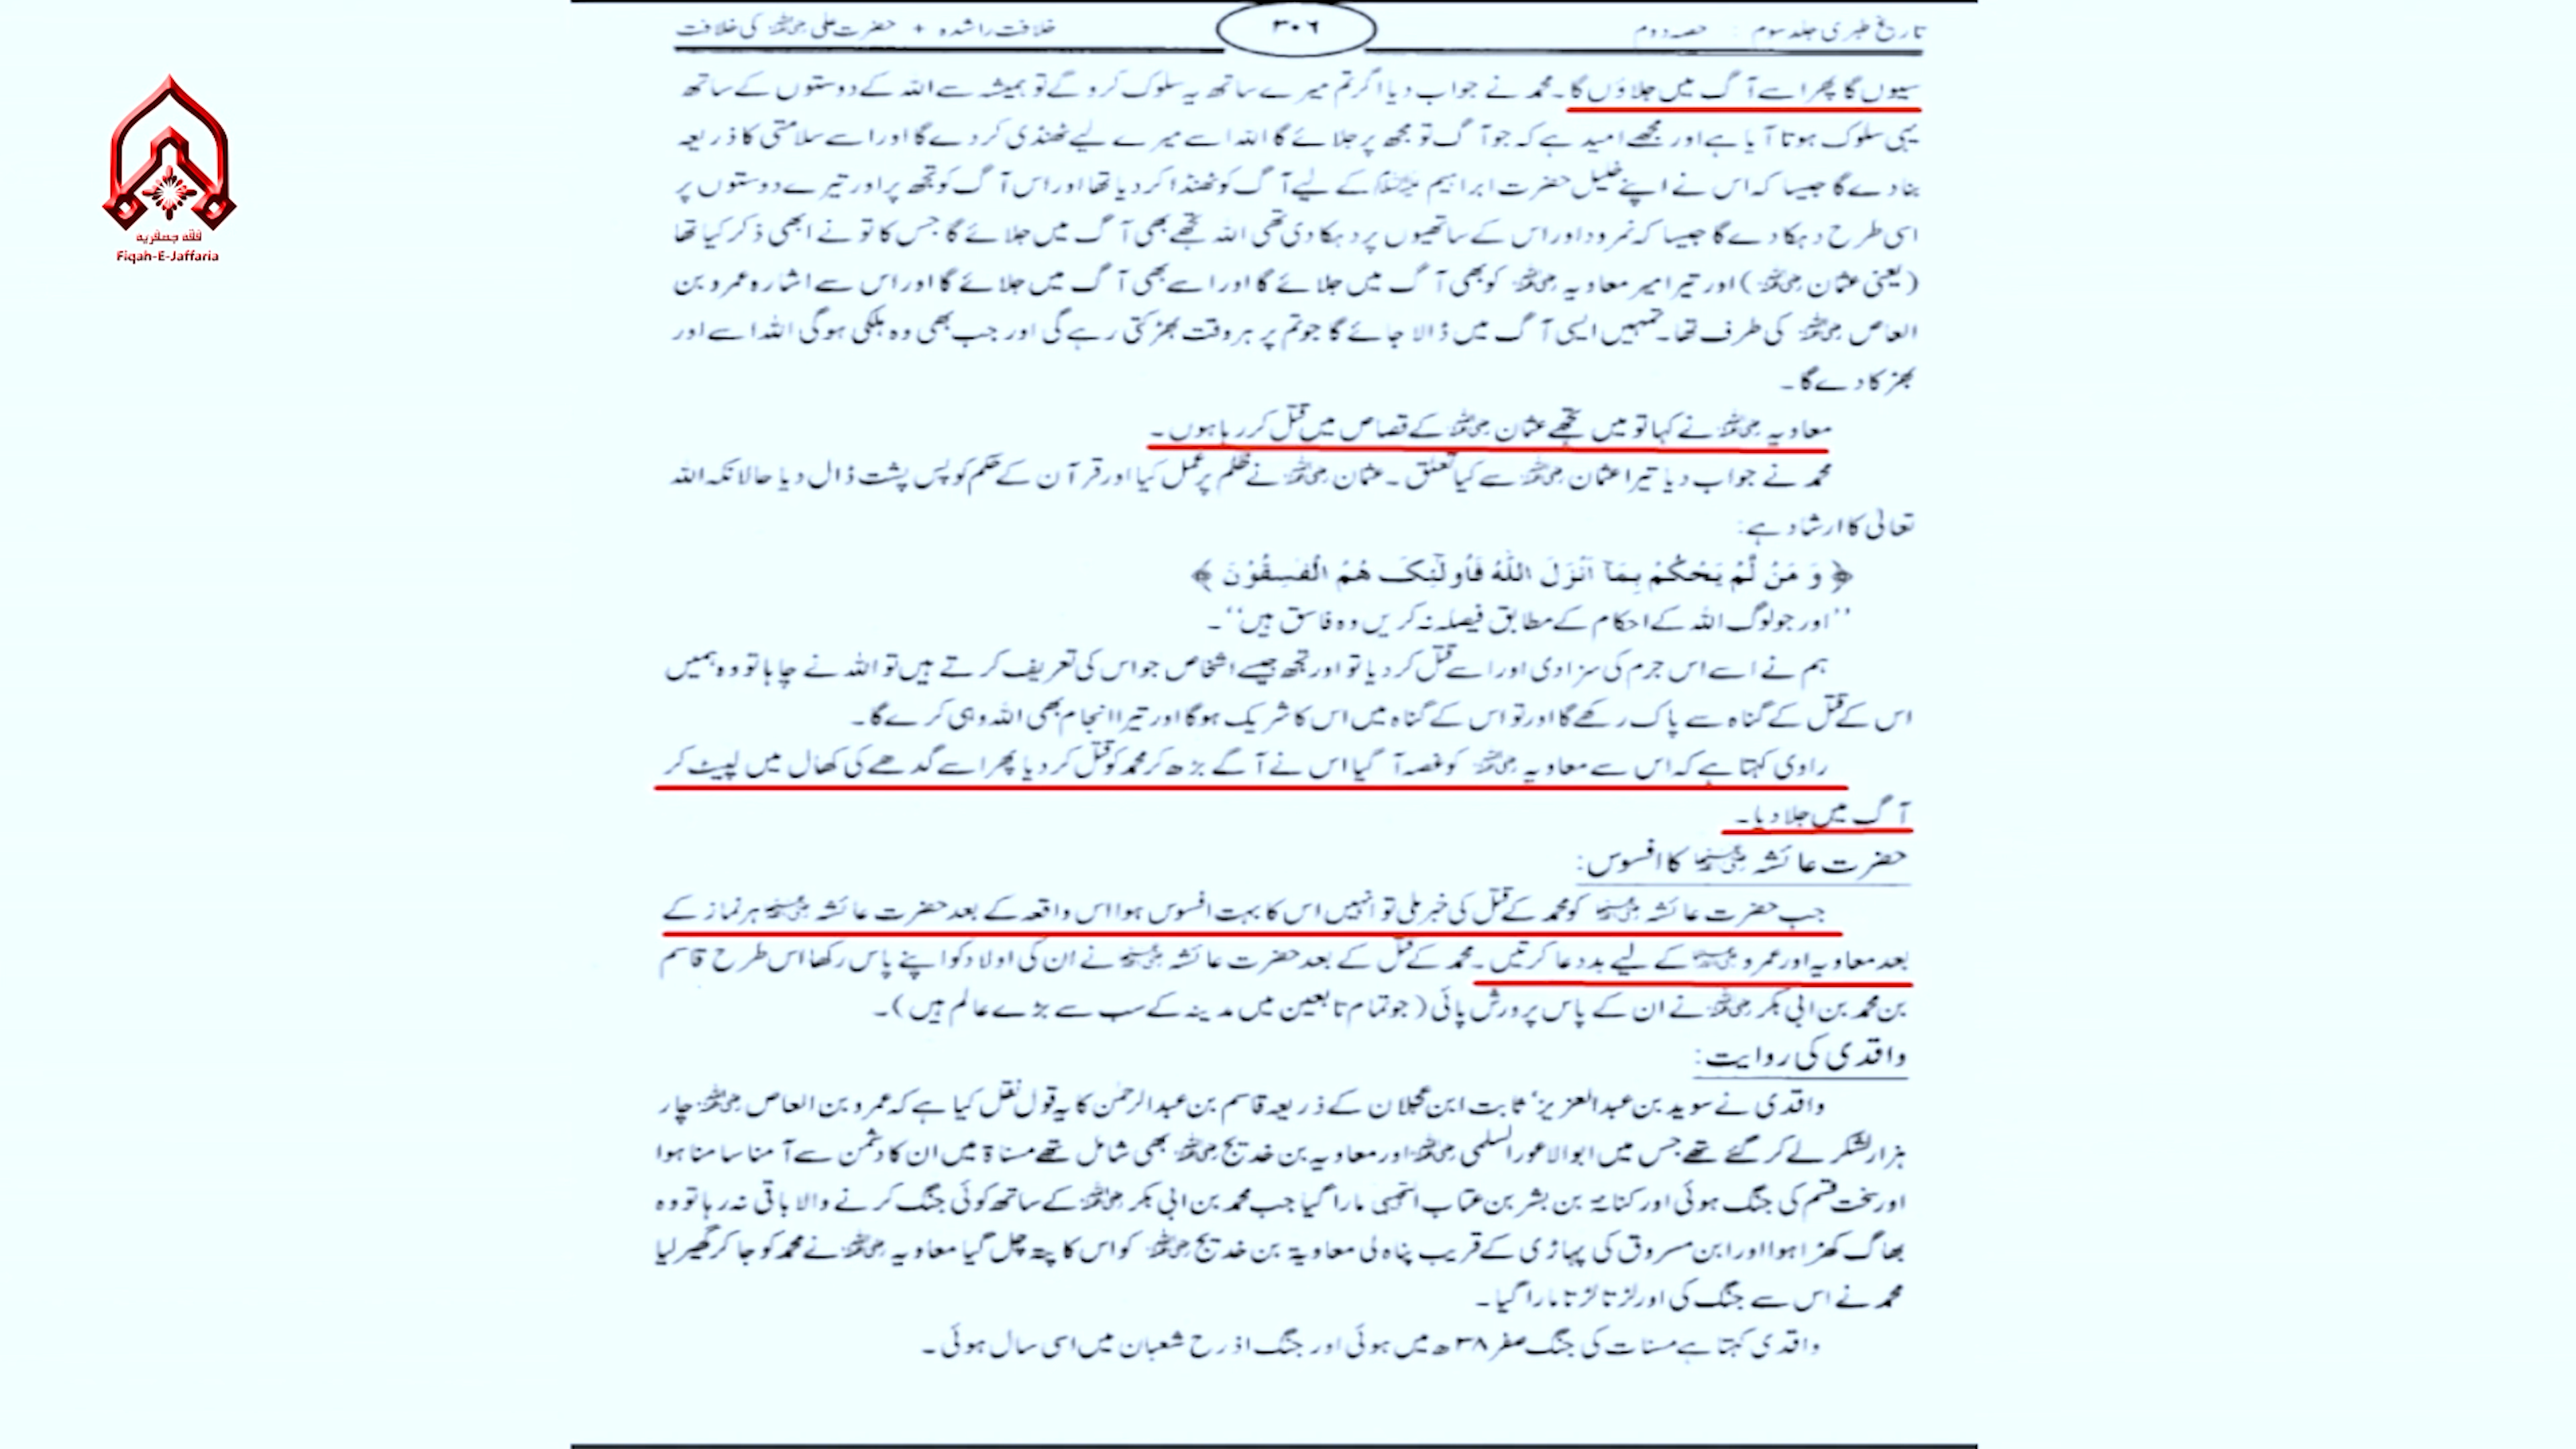 تاریخ طبری جلد سوم : حصہ دوم
۳۰۶
خلافت راشدہ + حضرت علی رضی اللہ عنہ کی خلافت
فقه جعفریه
Fiqah-E-Jaffaria
سیوں گا پھر اسے آگ میں جلاؤں گا۔ محمد نے جواب دیا اگر تم میرے ساتھ یہ سلوک کرو گے تو ہمیشہ سے اللہ کے دوستوں کے ساتھ
یہی سلوک ہوتا آیا ہے اور مجھے امید ہے کہ جو آگ تو مجھ پر جلائے گا اللہ اسے میرے لیے ٹھنڈی کر دے گا اور اسے سلامتی کا ذریعہ
بنا دے گا جیسا کہ اس نے اپنے خلیل حضرت ابراہیم علیہ السلام کے لیے آگ کو ٹھنڈا کر دیا تھا اور اس آگ کو تجھ پر اور تیرے دوستوں پر
اسی طرح دہکا دے گا جیسا کہ نمرود اور اس کے ساتھیوں پر دہکا دی تھی اللہ تجھے بھی آگ میں جلائے گا جس کا تو نے ابھی ذکر کیا تھا
(یعنی عثمان رضی اللہ عنہ) اور تیرا میر معاویہ رضی اللہ عنہ کو بھی آگ میں جلائے گا اور اسے بھی آگ میں جلائے گا اور اس سے اشارہ عمرو بن
العاص رضی اللہ عنہ کی طرف تھا۔ تمہیں ایسی آگ میں ڈالا جائے گا جو تم پر ہر وقت بھڑکتی رہے گی اور جب بھی وہ ہلکی ہو گی اللہ اسے اور
بھڑکا دے گا۔
معاویہ رضی اللہ عنہ نے کہا تو میں تجھے عثمان رضی اللہ عنہ کے قصاص میں قتل کر رہا ہوں۔
محمد نے جواب دیا تیرا عثمان رضی اللہ عنہ سے کیا تعلق۔ عثمان رضی اللہ عنہ نے ظلم پر عمل کیا اور قرآن کے حکم کو پس پشت ڈال دیا حالانکہ اللہ
تعالیٰ کا ارشاد ہے:
﴿ وَ مَنْ لَّمْ يَحْكُمْ بِمَآ اَنْزَلَ اللّٰهُ فَأُولٰٓئِكَ هُمُ الْفٰسِقُوْنَ ﴾
’’اور جو لوگ اللہ کے احکام کے مطابق فیصلہ نہ کریں وہ فاسق ہیں‘‘۔
ہم نے اسے اس جرم کی سزا دی اور اسے قتل کر دیا تو اور تجھ جیسے اشخاص جو اس کی تعریف کرتے ہیں تو اللہ نے چاہا تو وہ ہمیں
اس کے قتل کے گناہ سے پاک رکھے گا اور تو اس کے گناہ میں اس کا شریک ہو گا اور تیرا انجام بھی اللہ وہی کرے گا۔
راوی کہتا ہے کہ اس سے معاویہ رضی اللہ عنہ کو غصہ آ گیا اس نے آگے بڑھ کر محمد کو قتل کر دیا پھر اسے گدھے کی کھال میں لپیٹ کر
آگ میں جلا دیا۔
حضرت عائشہ رضی اللہ عنہا کا افسوس:
جب حضرت عائشہ رضی اللہ عنہا کو محمد کے قتل کی خبر ملی تو انہیں اس کا بہت افسوس ہوا اس واقعہ کے بعد حضرت عائشہ رضی اللہ عنہا ہر نماز کے
بعد معاویہ اور عمرو رضی اللہ عنہما کے لیے بددعا کرتیں۔ محمد کے قتل کے بعد حضرت عائشہ رضی اللہ عنہا نے ان کی اولاد کو اپنے پاس رکھا اس طرح قاسم
بن محمد بن ابی بکر رضی اللہ عنہ نے ان کے پاس پرورش پائی (جو تمام تابعین میں مدینہ کے سب سے بڑے عالم ہیں)۔
واقدی کی روایت:
واقدی نے سوید بن عبدالعزیز‘ ثابت ابن عجلان کے ذریعہ قاسم بن عبدالرحمٰن کا یہ قول نقل کیا ہے کہ عمرو بن العاص رضی اللہ عنہ چار
ہزار لشکر لے کر گئے تھے جس میں ابوالاعور السلمی رضی اللہ عنہ اور معاویہ بن خدیج رضی اللہ عنہ بھی شامل تھے مسناۃ میں ان کا دشمن سے آمنا سامنا ہوا
اور سخت قسم کی جنگ ہوئی اور کنانۃ بن بشر بن عتاب التجیبی مارا گیا جب محمد بن ابی بکر رضی اللہ عنہ کے ساتھ کوئی جنگ کرنے والا باقی نہ رہا تو وہ
بھاگ کھڑا ہوا اور ابن مسروق کی پہاڑی کے قریب پناہ لی معاویۃ بن خدیج رضی اللہ عنہ کو اس کا پتہ چل گیا معاویہ رضی اللہ عنہ نے محمد کو جا کر گھیر لیا
محمد نے اس سے جنگ کی اور لڑتا لڑتا مارا گیا۔
واقدی کہتا ہے مسنات کی جنگ صفر ۳۸ھ میں ہوئی اور جنگ اذرح شعبان میں اسی سال ہوئی۔